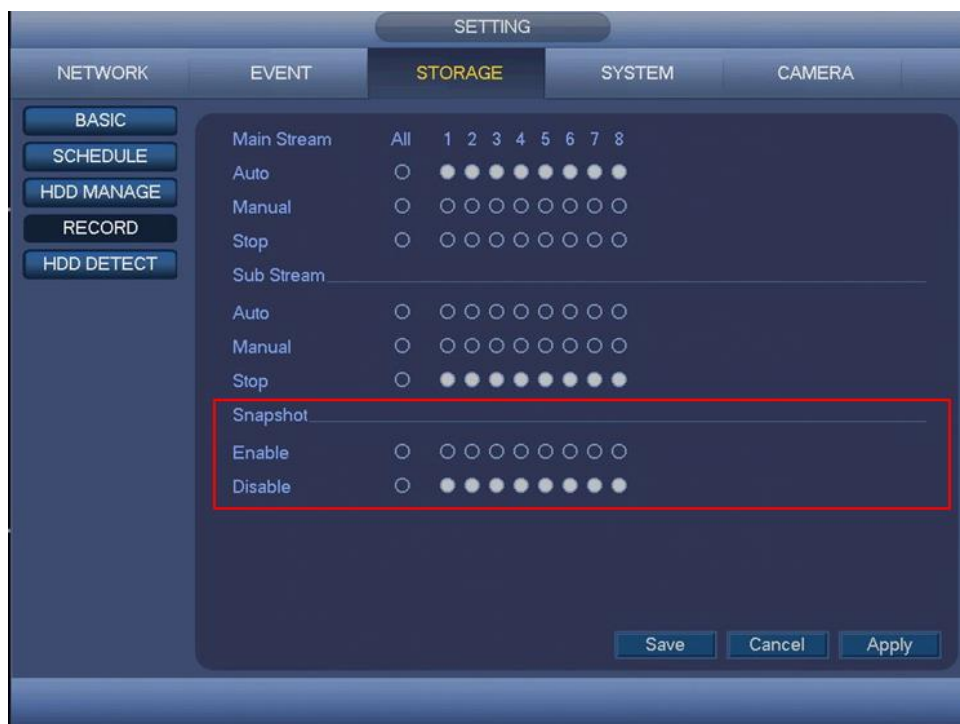 SETTING
NETWORK EVENT STORAGE SYSTEM CAMERA
BASIC
SCHEDULE
HDD MANAGE
RECORD
HDD DETECT
Main Stream All 1 2 3 4 5 6 7 8
Auto
Manual
Stop
Sub Stream
Auto
Manual
Stop
Snapshot
Enable
Disable
Save Cancel Apply